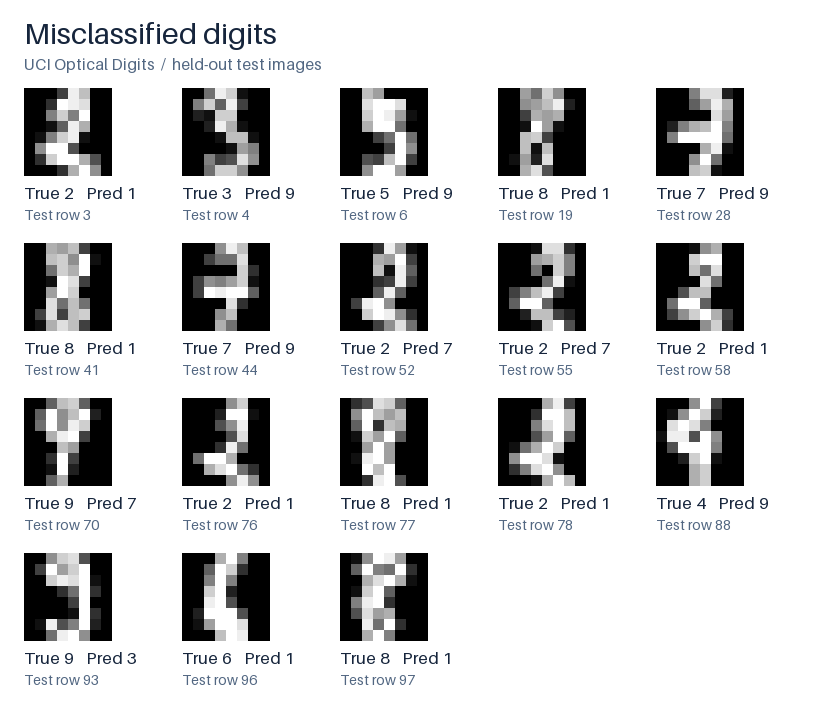 Misclassified digits
UCI Optical Digits / held-out test images
True 2 Pred 1
Test row 3
True 3 Pred 9
Test row 4
True 5 Pred 9
Test row 6
True 8 Pred 1
Test row 19
True 7 Pred 9
Test row 28
True 8 Pred 1
Test row 41
True 7 Pred 9
Test row 44
True 2 Pred 7
Test row 52
True 2 Pred 7
Test row 55
True 2 Pred 1
Test row 58
True 9 Pred 7
Test row 70
True 2 Pred 1
Test row 76
True 8 Pred 1
Test row 77
True 2 Pred 1
Test row 78
True 4 Pred 9
Test row 88
True 9 Pred 3
Test row 93
True 6 Pred 1
Test row 96
True 8 Pred 1
Test row 97